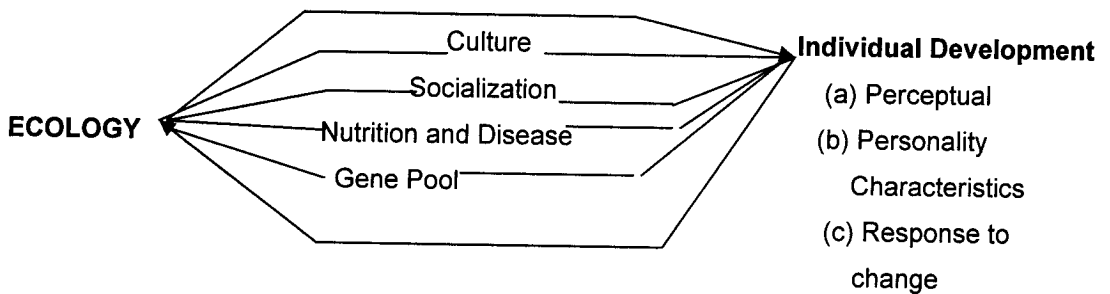 Culture
Individual Development
Socialization
(a) Perceptual
ECOLOGY
Nutrition and Disease
(b) Personality
Gene Pool
Characteristics
(c) Response to
change